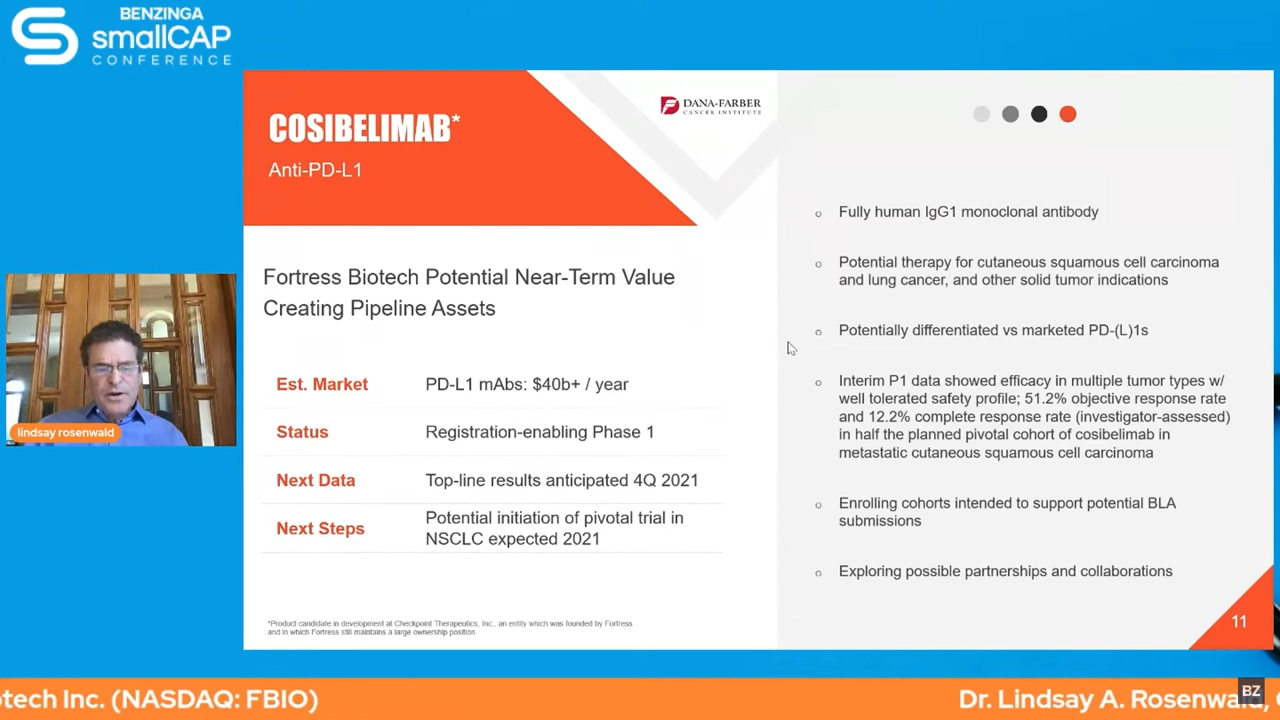 BENZINGA
smallCAP
CONFERENCE
COSIBELIMAB*
Anti-PD-L1
DANA-FARBER
CANCER INSTITUTE
Fortress Biotech Potential Near-Term Value
Creating Pipeline Assets
Est. Market PD-L1 mAbs: $40b+ / year
Status Registration-enabling Phase 1
Next Data Top-line results anticipated 4Q 2021
Next Steps Potential initiation of pivotal trial in
NSCLC expected 2021
*Product candidate in development at Checkpoint Therapeutics, Inc., an entity which was founded by Fortress
and in which Fortress still maintains a large ownership position.
Fully human IgG1 monoclonal antibody
Potential therapy for cutaneous squamous cell carcinoma
and lung cancer, and other solid tumor indications
Potentially differentiated vs marketed PD-(L)1s
Interim P1 data showed efficacy in multiple tumor types w/
well tolerated safety profile; 51.2% objective response rate
and 12.2% complete response rate (investigator-assessed)
in half the planned pivotal cohort of cosibelimab in
metastatic cutaneous squamous cell carcinoma
Enrolling cohorts intended to support potential BLA
submissions
Exploring possible partnerships and collaborations
11
lindsay rosenwald
otech Inc. (NASDAQ: FBIO)
Dr. Lindsay A. Rosenwald, C
BZ